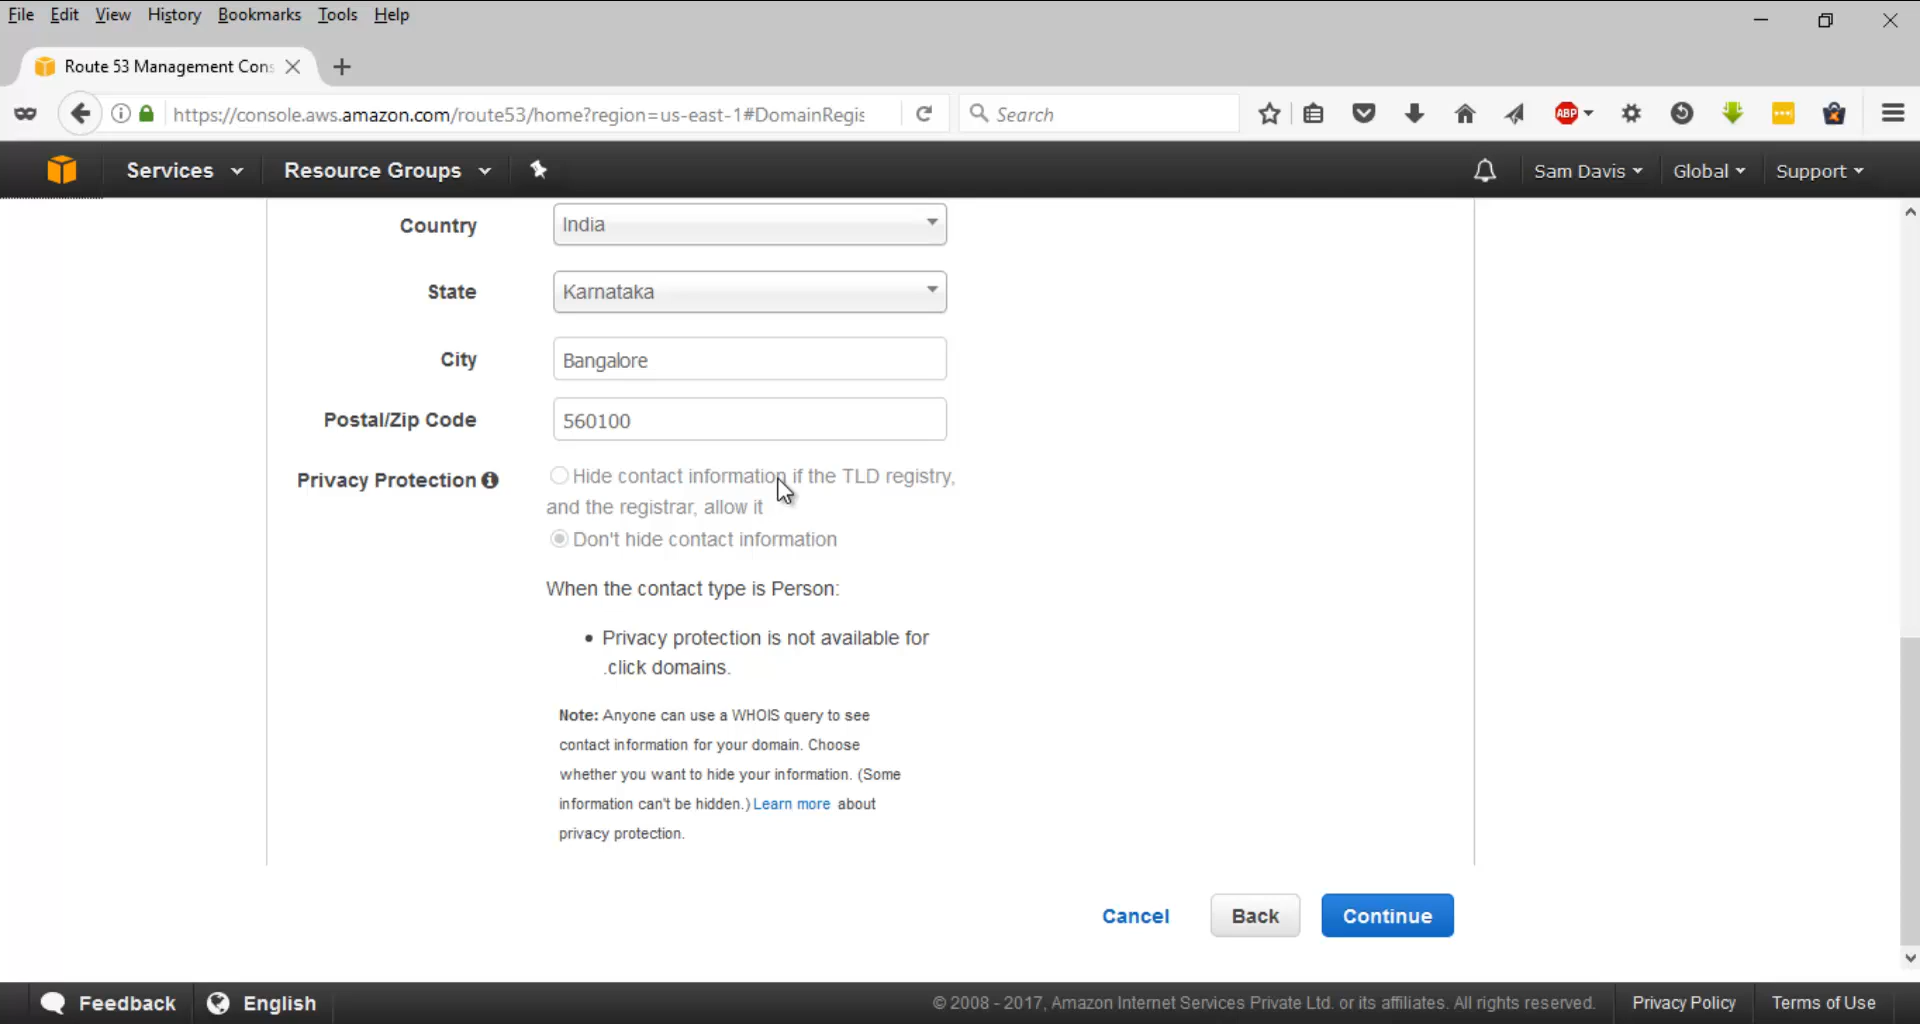 File Edit View History Bookmarks Tools Help
Route 53 Management Cons
https://console.aws.amazon.com/route53/home?region=us-east-1#DomainRegis
Search
ABP
Services Resource Groups Sam Davis Global Support
Country India
State Karnataka
City Bangalore
Postal/Zip Code 560100
Privacy Protection Hide contact information if the TLD registry,
and the registrar, allow it
Don't hide contact information
When the contact type is Person:
• Privacy protection is not available for
.click domains.
Note: Anyone can use a WHOIS query to see
contact information for your domain. Choose
whether you want to hide your information. (Some
information can't be hidden.) Learn more about
privacy protection.
Cancel Back Continue
Feedback English © 2008 - 2017, Amazon Internet Services Private Ltd. or its affiliates. All rights reserved. Privacy Policy Terms of Use